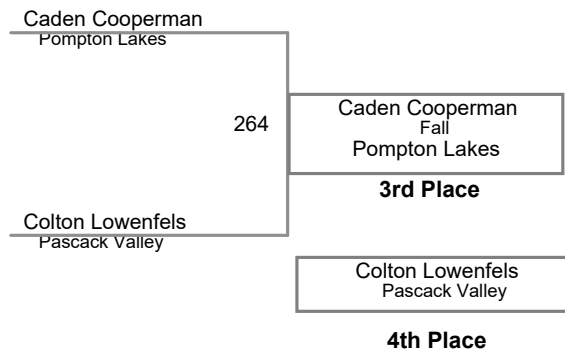 Caden Cooperman
Pompton Lakes
264
Caden Cooperman
Fall
Pompton Lakes
3rd Place
Colton Lowenfels
Pascack Valley
Colton Lowenfels
Pascack Valley
4th Place